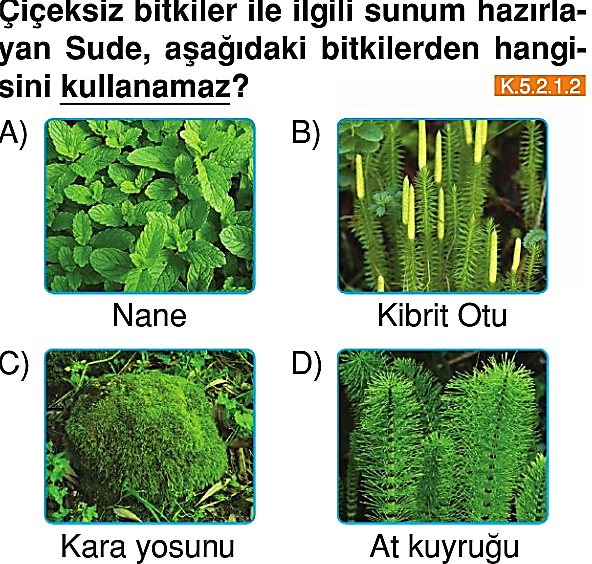 Çiçeksiz bitkiler ile ilgili sunum hazırla-
yan Sude, aşağıdaki bitkilerden hangi-
sini kullanamaz?
K.5.2.1.2
A)
B)
Nane
Kibrit Otu
C)
D)
Kara yosunu
At kuyruğu